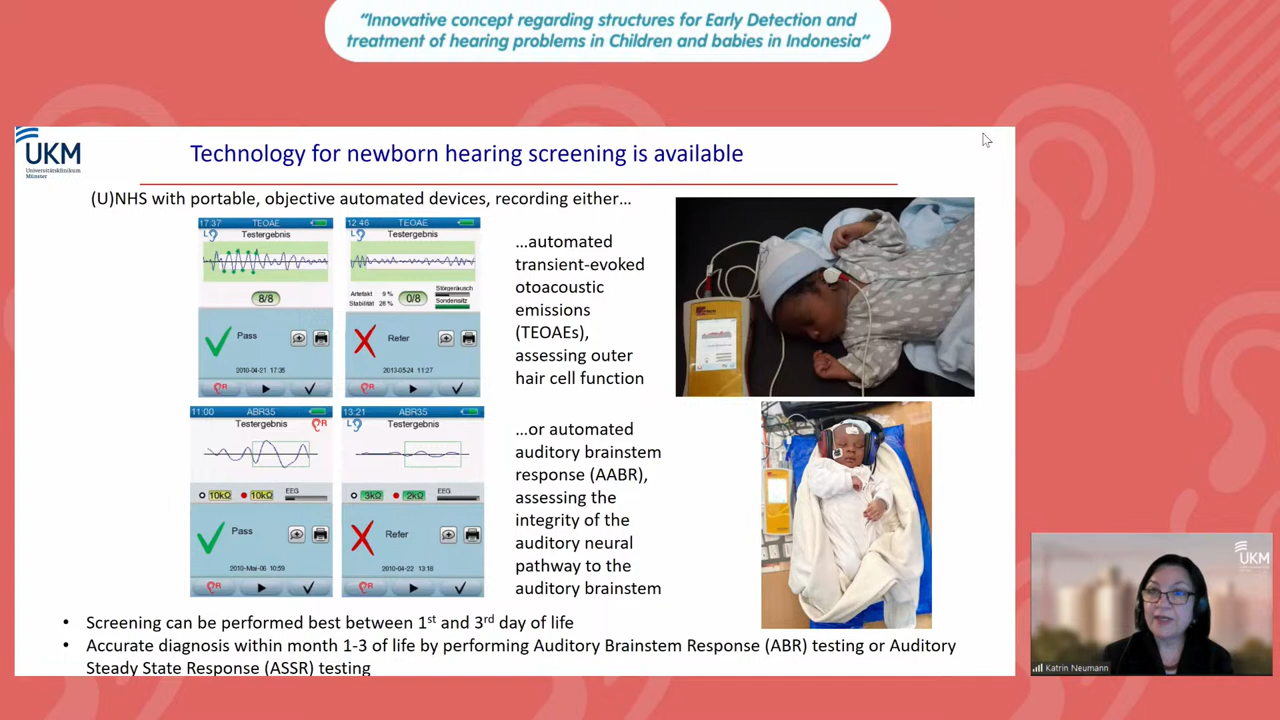 “Innovative concept regarding structures for Early Detection and
treatment of hearing problems in Children and babies in Indonesia”
UKM
Universitätsklinikum
Münster
Technology for newborn hearing screening is available
(U)NHS with portable, objective automated devices, recording either…
17:37 TEOAE
L
Testergebnis
8/8
Pass
2010-04-21 17:35
R
12:46 TEOAE
L
Testergebnis
Artefakt 9 %
Stabilität 28 %
0/8
Störgeräusch
Sondensitz
Refer
2013-05-24 11:27
R
…automated
transient-evoked
otoacoustic
emissions
(TEOAEs),
assessing outer
hair cell function
11:00 ABR35
Testergebnis
R
10kΩ
10kΩ
EEG
Pass
2010-Mai-06 10:59
R
13:21 ABR35
L
Testergebnis
3kΩ
2kΩ
EEG
Refer
2010-04-22 13:18
R
…or automated
auditory brainstem
response (AABR),
assessing the
integrity of the
auditory neural
pathway to the
auditory brainstem
• Screening can be performed best between 1st and 3rd day of life
• Accurate diagnosis within month 1-3 of life by performing Auditory Brainstem Response (ABR) testing or Auditory
Steady State Response (ASSR) testing
UKM
Katrin Neumann